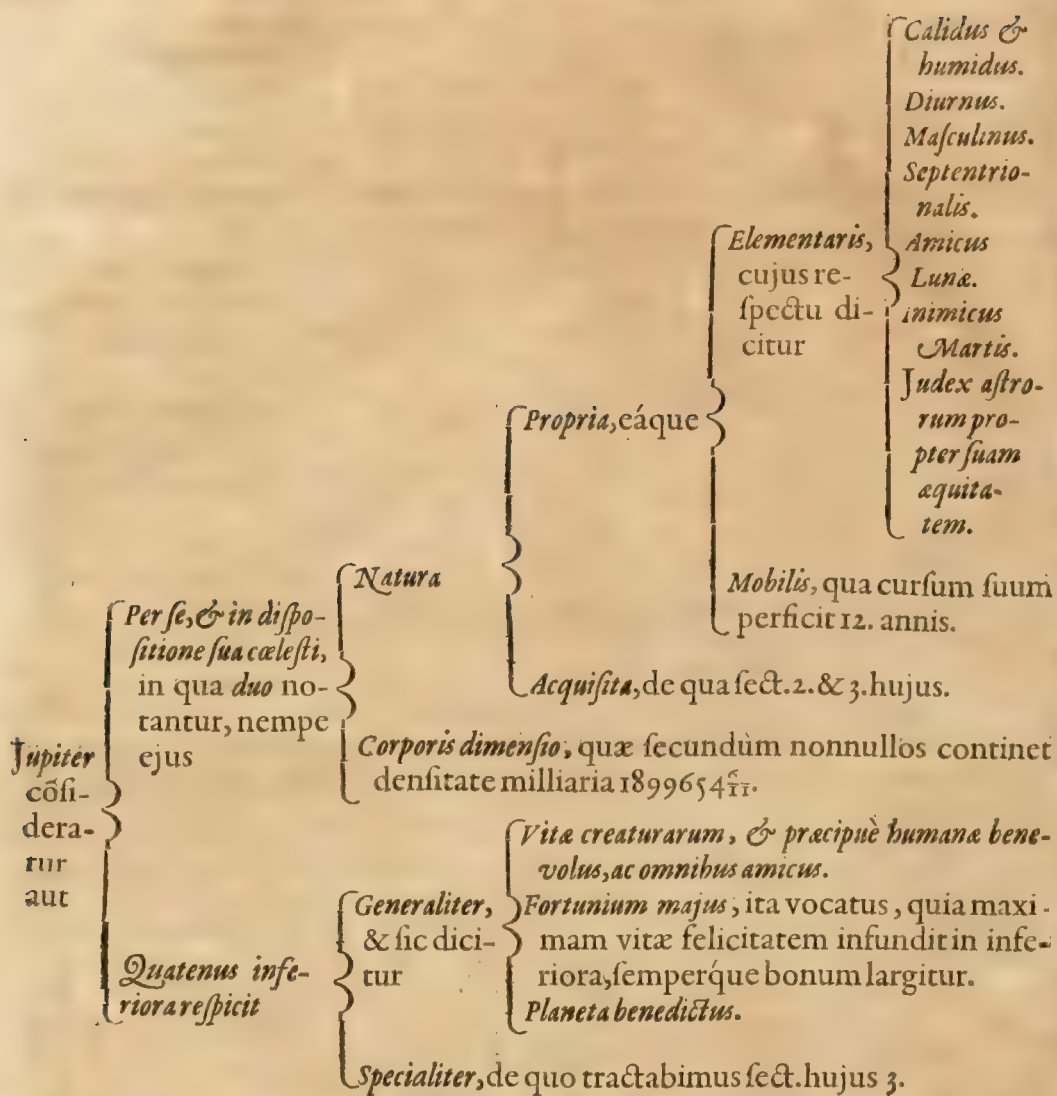 Jupiter
cõſi-
dera-
tur
aut
Per ſe, & in diſpo-
ſitione ſua cœleſti,
in qua duo no-
tantur, nempe
ejus
Natura
Propria, eáque
Elementaris,
cujus re-
ſpectu di-
citur
Calidus &
humidus.
Diurnus.
Maſculinus.
Septentrio-
nalis.
Amicus
Lunæ.
inimicus
Martis.
Judex aſtro-
rum pro-
pter ſuam
æquita-
tem.
Mobilis, qua curſum ſuum
perficit 12. annis.
Acquiſita, de qua ſect. 2. & 3. hujus.
Corporis dimenſio, quæ ſecundùm nonnullos continet
denſitate milliaria 1899654 6/11.
Quatenus infe-
riora reſpicit
Generaliter,
& ſic dici-
tur
Vitæ creaturarum, & præcipuè humanæ bene-
volus, ac omnibus amicus.
Fortunium majus, ita vocatus, quia maxi-
mam vitæ felicitatem infundit in infe-
riora, ſemperq́ue bonum largitur.
Planeta benedictus.
Specialiter, de quo tractabimus ſect. hujus 3.